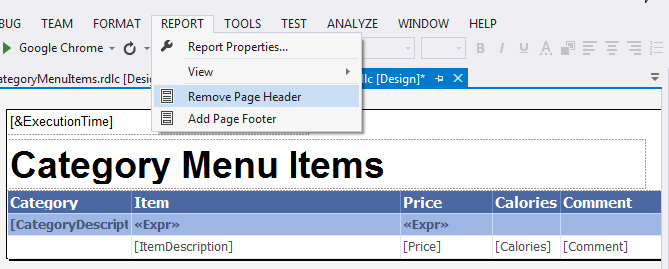 BUG TEAM FORMAT REPORT TOOLS TEST ANALYZE WINDOW HELP
Google Chrome
Report Properties...
ategoryMenuItems.rdlc [Desi
View
lc [Design]*
Remove Page Header
Add Page Footer
[&ExecutionTime]
Category Menu Items
Category Item Price Calories Comment
[CategoryDescript «Expr» «Expr»
[ItemDescription] [Price] [Calories] [Comment]